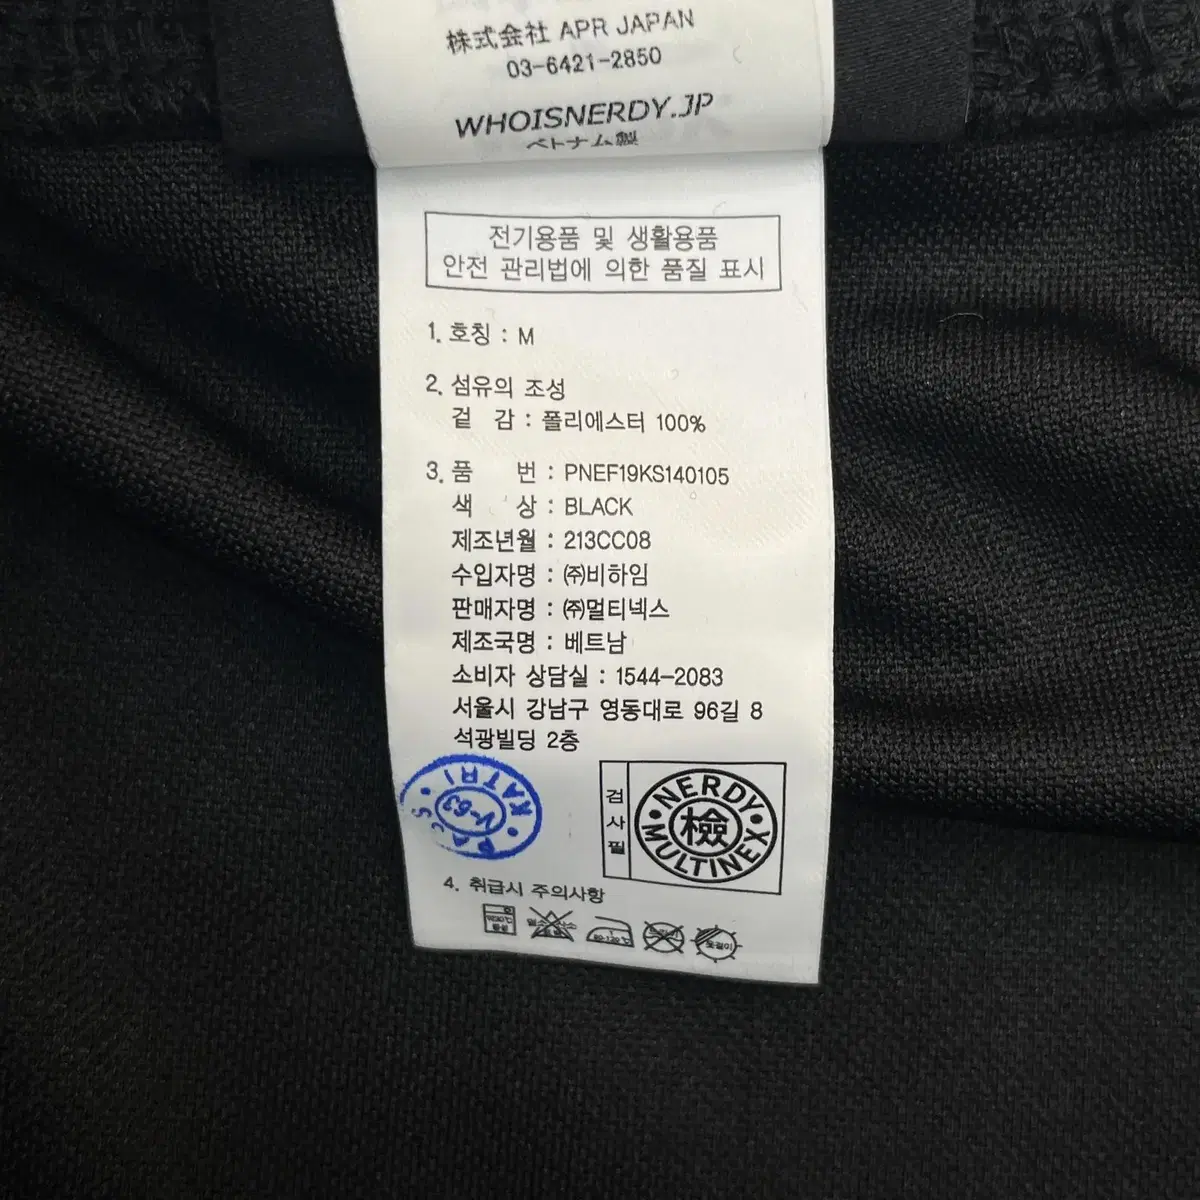 株式会社 APR JAPAN
03-6421-2850
WHOISNERDY.JP
ベトナム製
전기용품 및 생활용품
안전 관리법에 의한 품질 표시
1. 호칭 : M
2. 섬유의 조성
겉 감 : 폴리에스터 100%
3. 품 번 : PNEF19KS140105
색 상 : BLACK
제조년월 : 213CC08
수입자명 : ㈜비하임
판매자명 : ㈜멀티넥스
제조국명 : 베트남
소비자 상담실 : 1544-2083
서울시 강남구 영동대로 96길 8
석광빌딩 2층
KATRI
검사필
NERDY
檢
MULTINEX
4. 취급시 주의사항
80-120℃
옷걸이